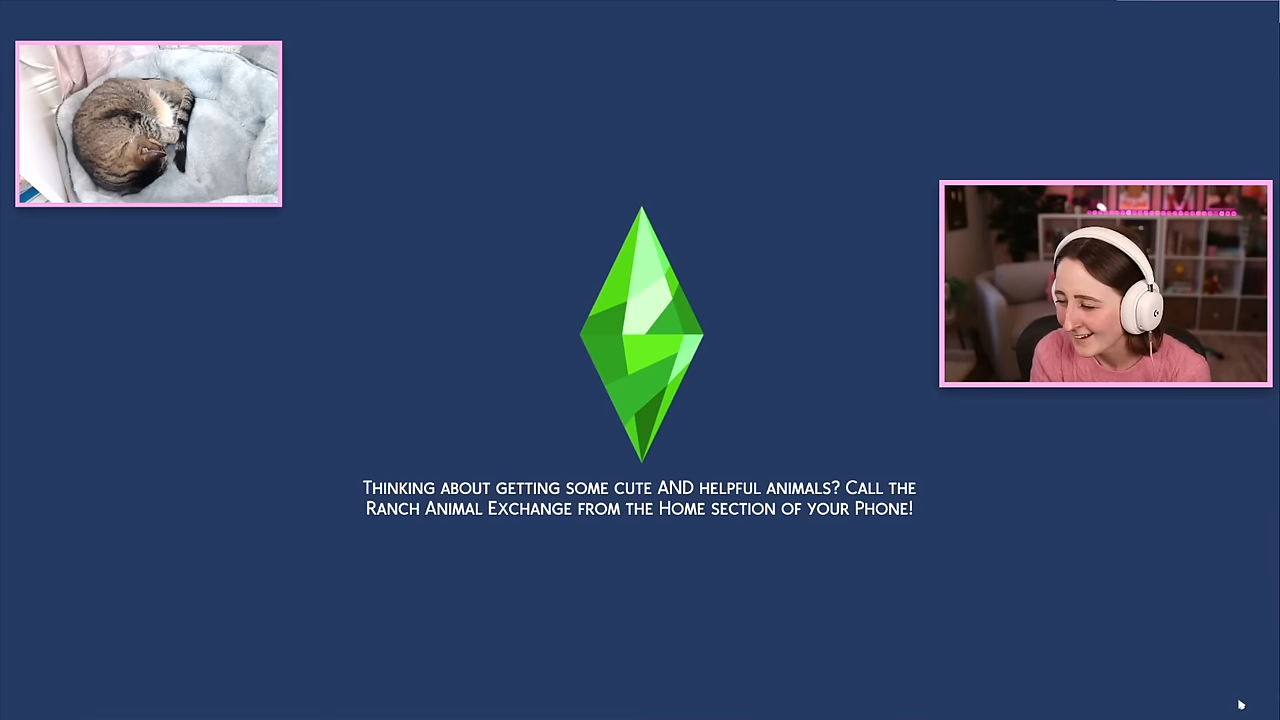 Thinking about getting some cute AND helpful animals? Call the
Ranch Animal Exchange from the Home section of your Phone!